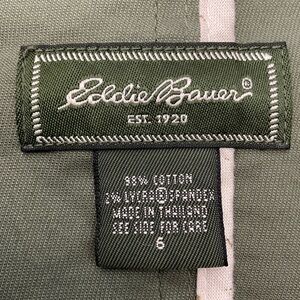 Eddie Bauer®
EST. 1920
98% COTTON
2% LYCRA® SPANDEX
MADE IN THAILAND
SEE SIDE FOR CARE
6